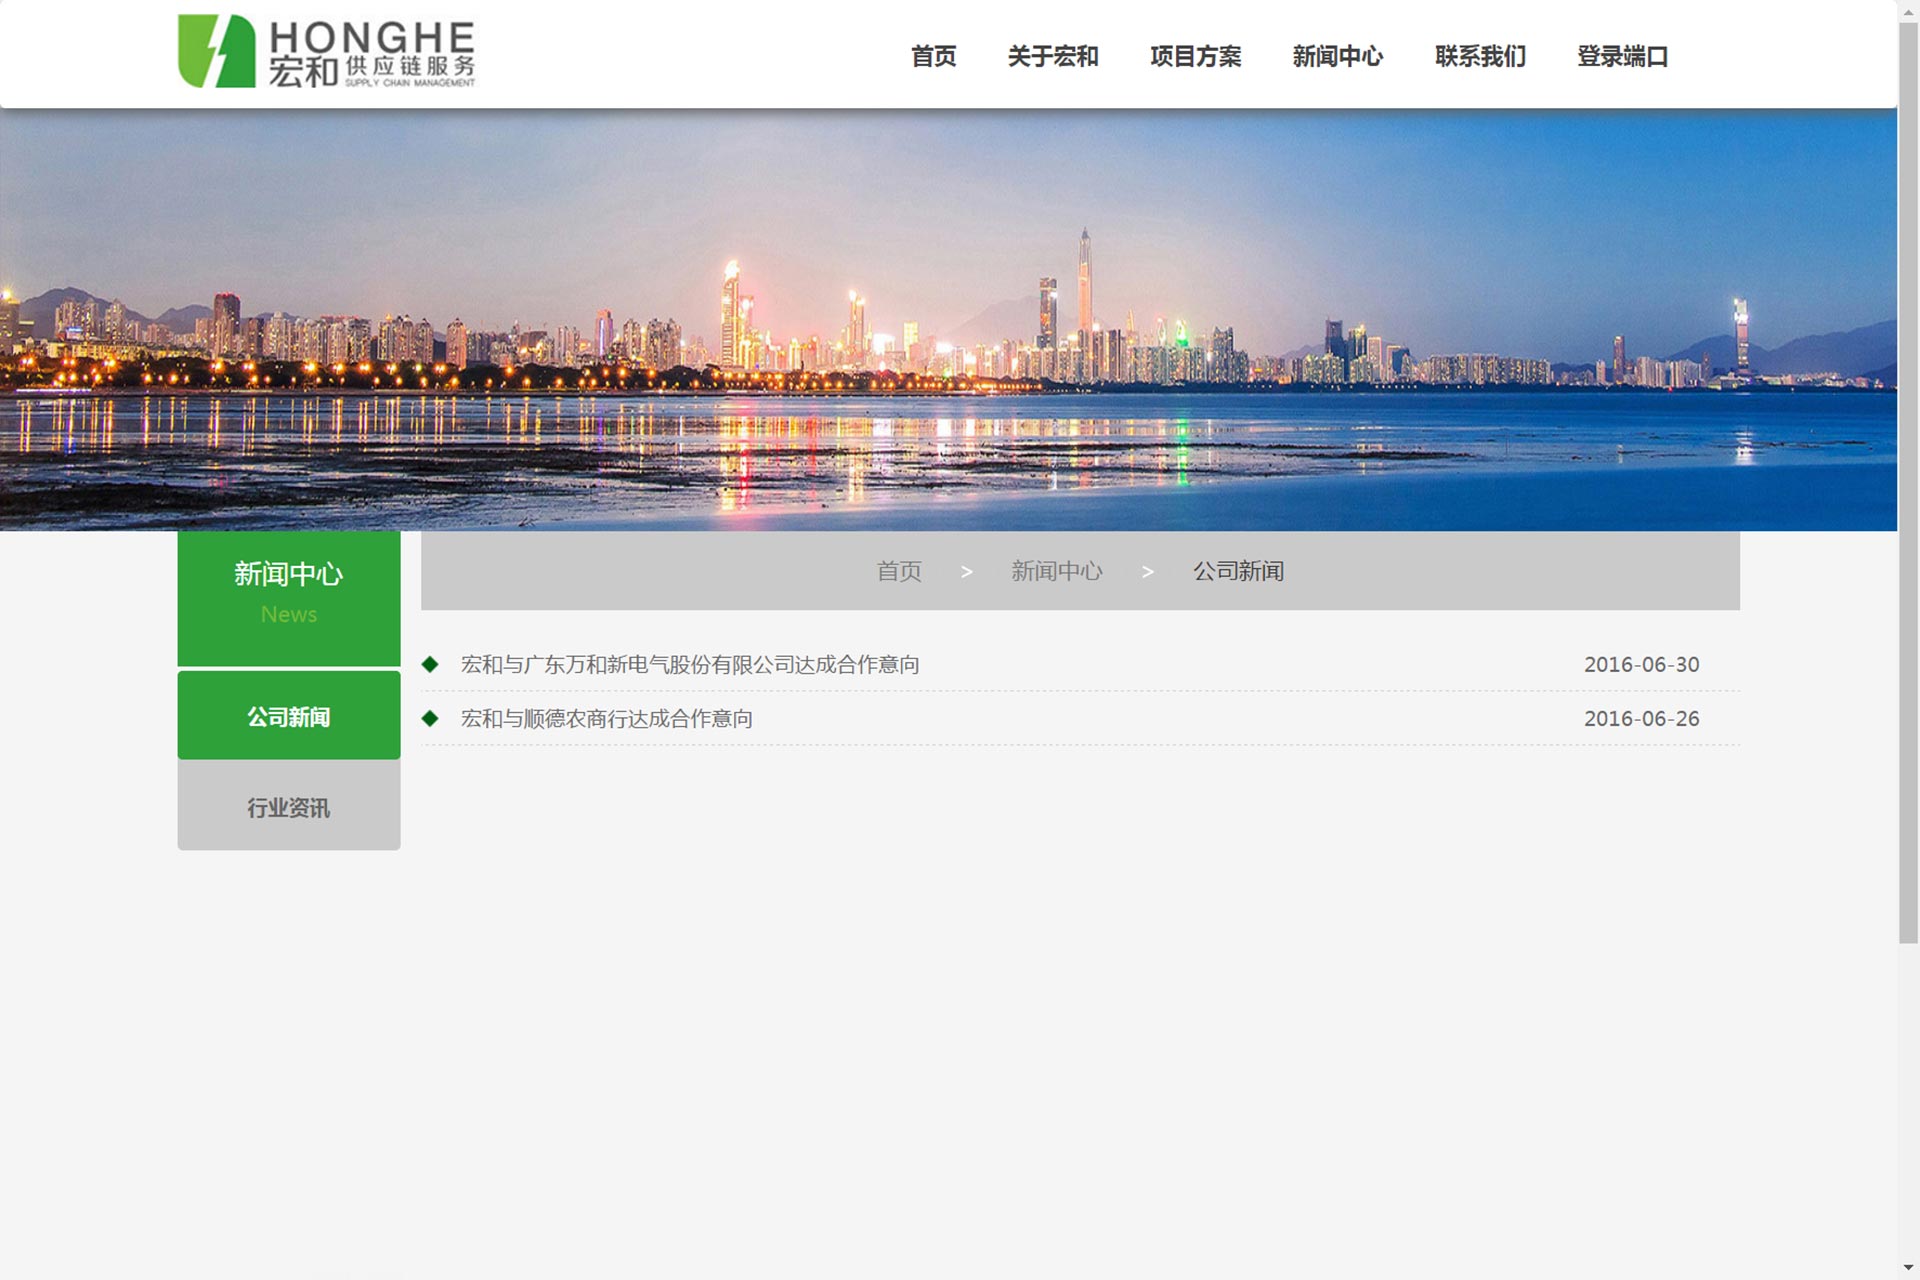 HONGHE
宏和 供应链服务
SUPPLY CHAIN MANAGEMENT
首页 关于宏和 项目方案 新闻中心 联系我们 登录端口
新闻中心
News
首页 > 新闻中心 > 公司新闻
宏和与广东万和新电气股份有限公司达成合作意向 2016-06-30
公司新闻
宏和与顺德农商行达成合作意向 2016-06-26
行业资讯